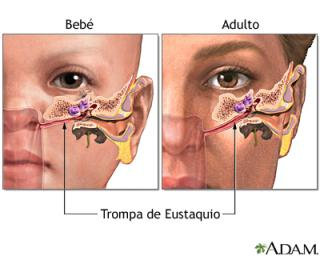 Bebé
Adulto
Trompa de Eustaquio
A.D.A.M.